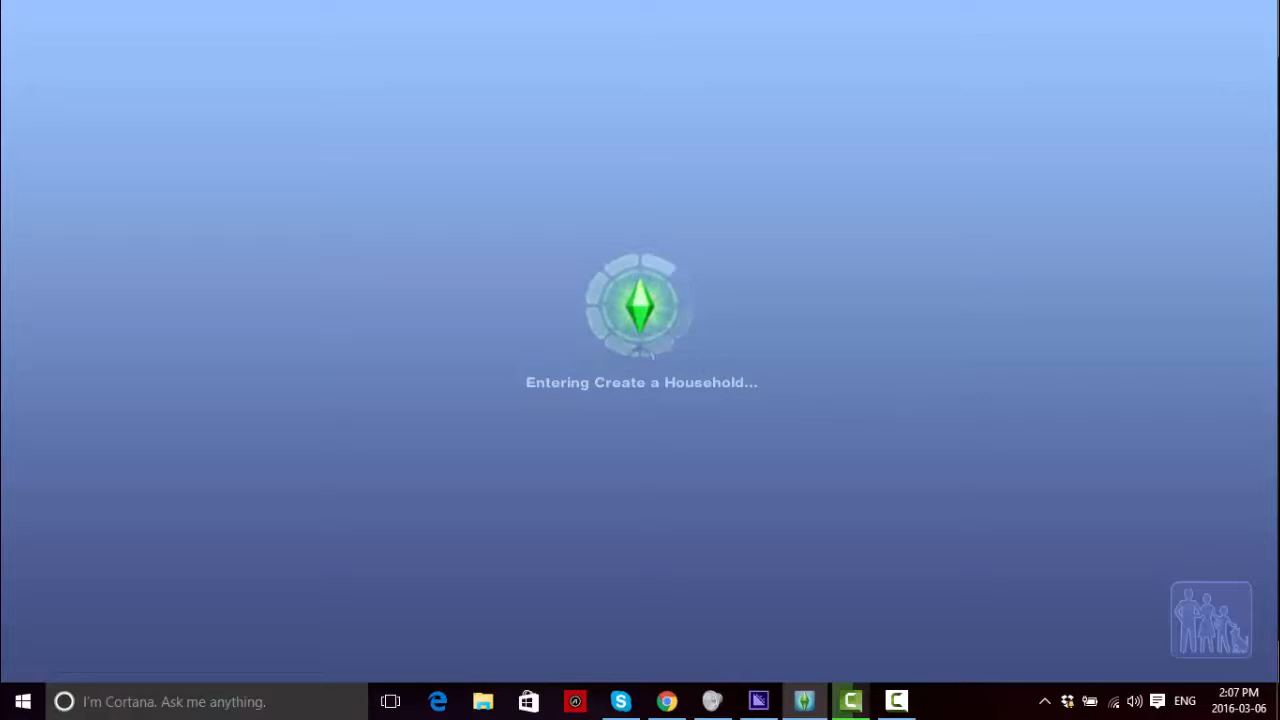 Entering Create a Household...
I'm Cortana. Ask me anything.
ENG
2:07 PM
2016-03-06